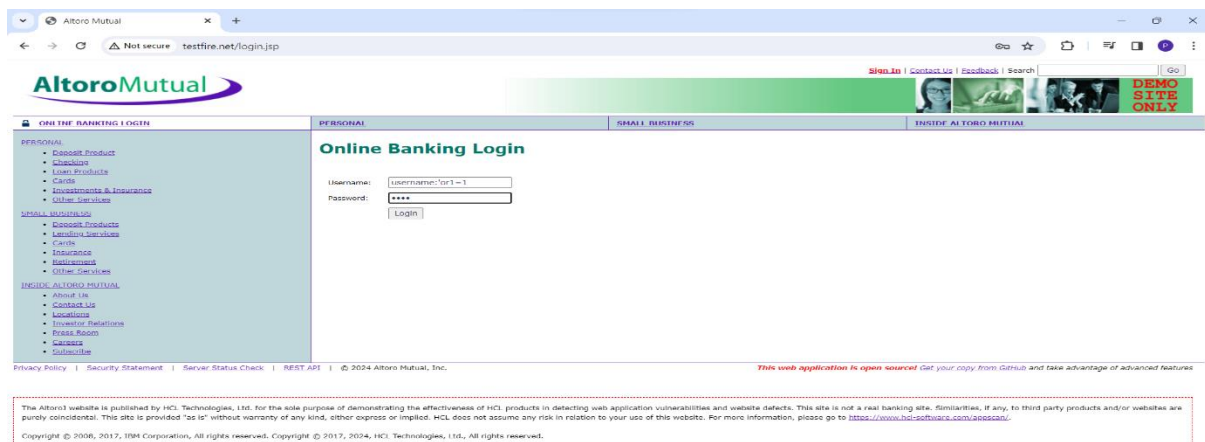 Altoro Mutual
Not secure testfire.net/login.jsp
P
Sign In | Contact Us | Feedback | Search
Go
AltoroMutual
DEMO
SITE
ONLY
ONLINE BANKING LOGIN
PERSONAL
SMALL BUSINESS
INSIDE ALTORO MUTUAL
PERSONAL
Deposit Product
Checking
Loan Products
Cards
Investments & Insurance
Other Services
SMALL BUSINESS
Deposit Products
Lending Services
Cards
Insurance
Retirement
Other Services
INSIDE ALTORO MUTUAL
About Us
Contact Us
Locations
Investor Relations
Press Room
Careers
Subscribe
Online Banking Login
Username: username:'or1=1
Password: ••••
Login
Privacy Policy | Security Statement | Server Status Check | REST API | © 2024 Altoro Mutual, Inc.
This web application is open source! Get your copy from GitHub and take advantage of advanced features
The AltoroJ website is published by HCL Technologies, Ltd. for the sole purpose of demonstrating the effectiveness of HCL products in detecting web application vulnerabilities and website defects. This site is not a real banking site. Similarities, if any, to third party products and/or websites are
purely coincidental. This site is provided "as is" without warranty of any kind, either express or implied. HCL does not assume any risk in relation to your use of this website. For more information, please go to https://www.hcl-software.com/appscan/.
Copyright © 2008, 2017, IBM Corporation, All rights reserved. Copyright © 2017, 2024, HCL Technologies, Ltd., All rights reserved.